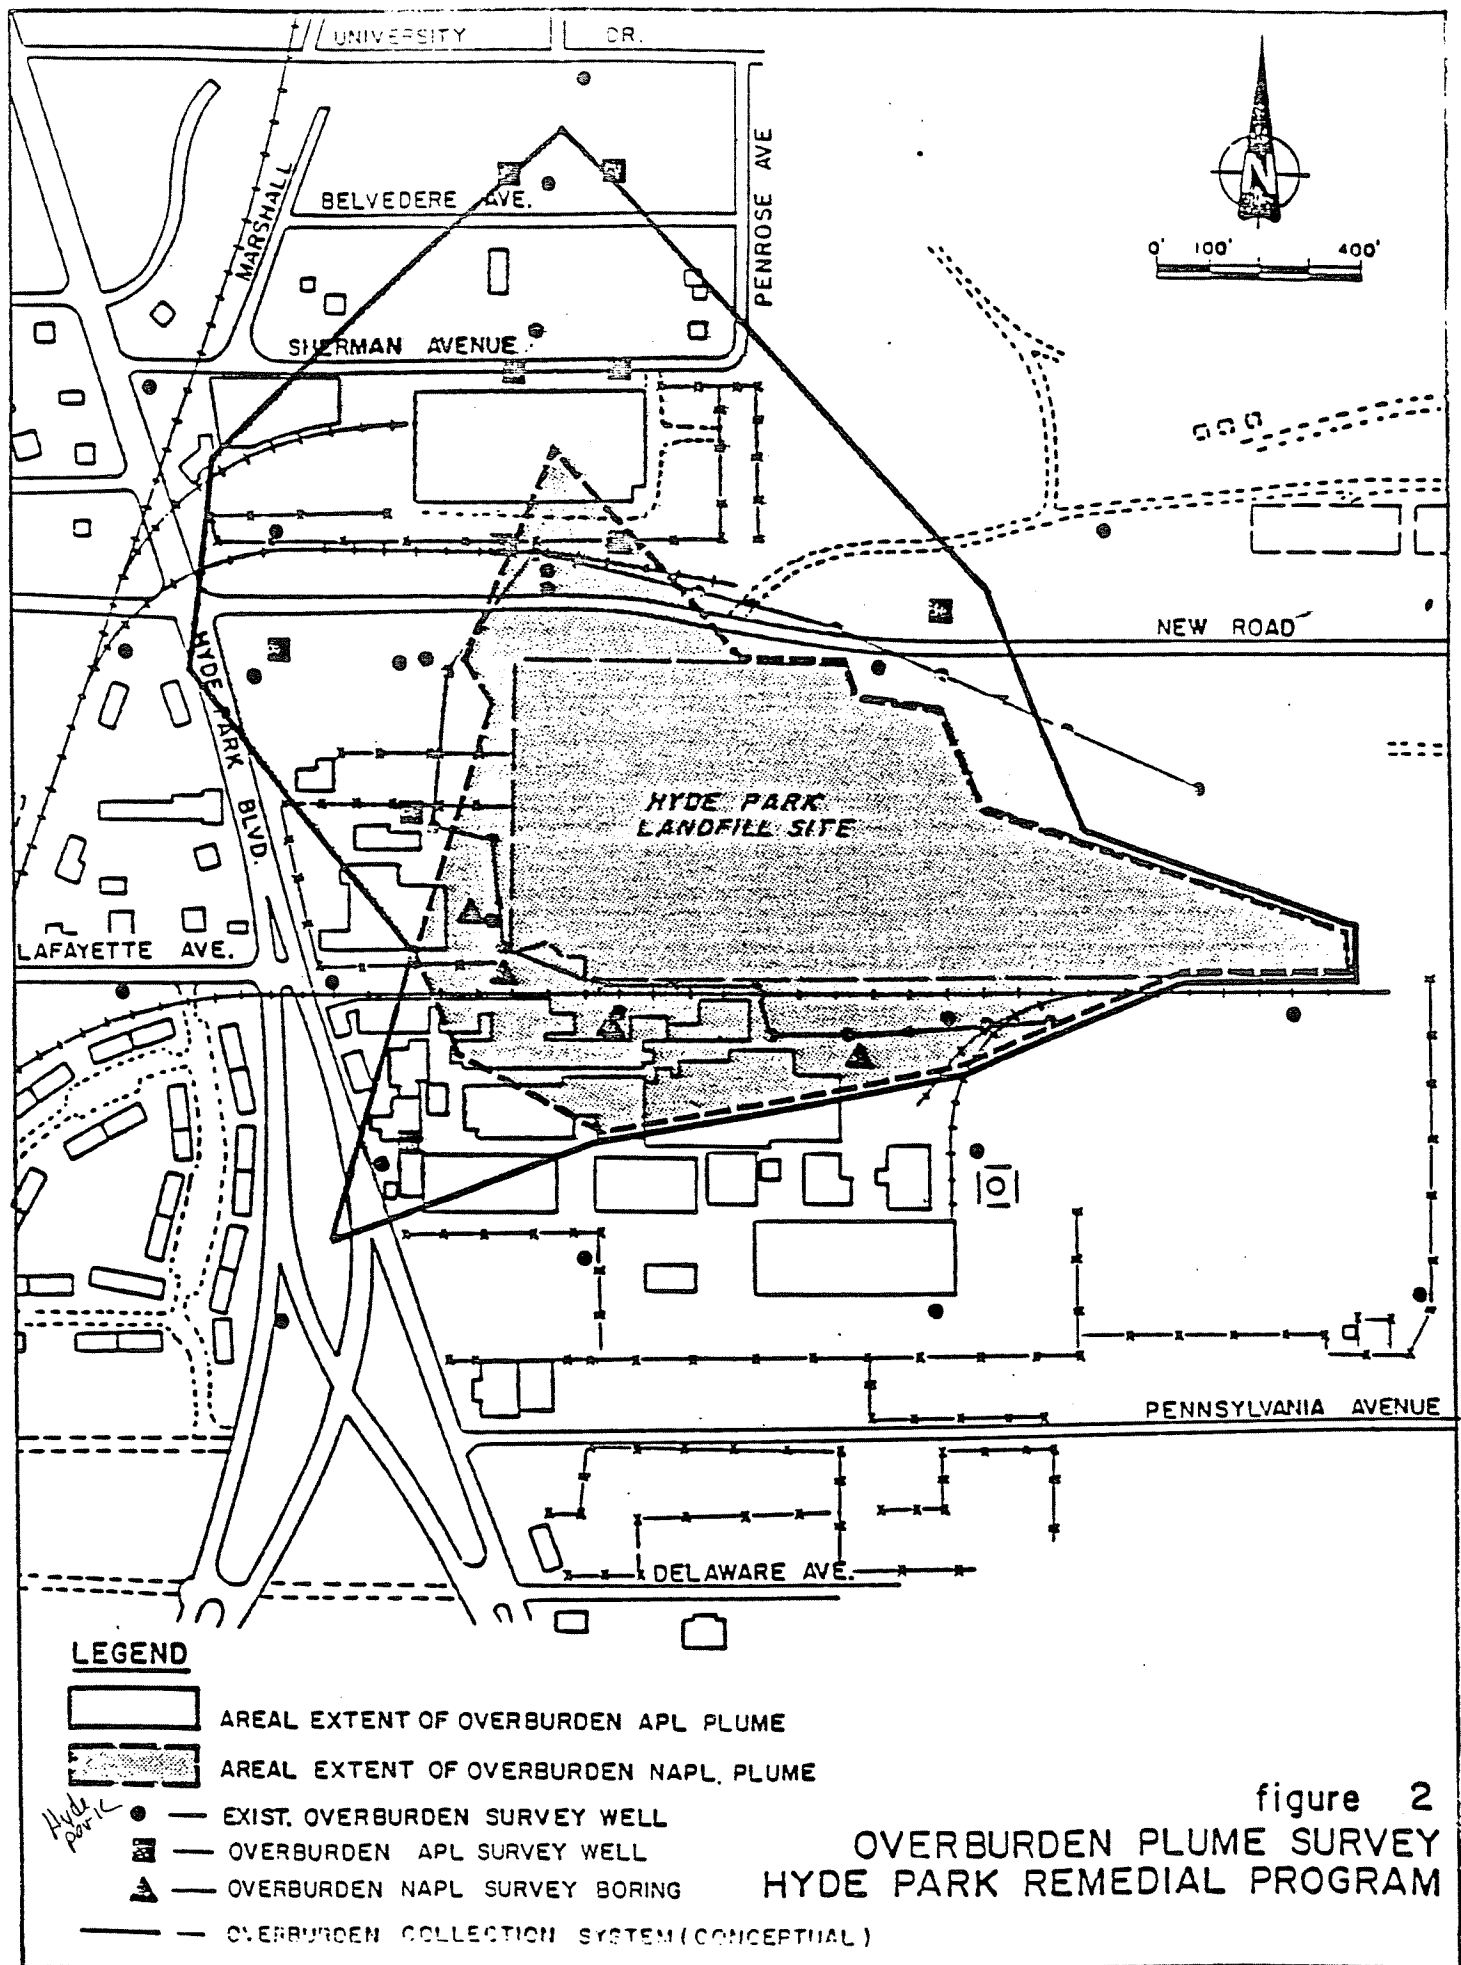 UNIVERSITY DR.
MARSHALL
BELVEDERE AVE.
PENROSE AVE
N
0' 100' 400'
SHERMAN AVENUE
NEW ROAD
HYDE PARK BLVD.
HYDE PARK
LANDFILL SITE
LAFAYETTE AVE.
PENNSYLVANIA AVENUE
DELAWARE AVE.
LEGEND
AREAL EXTENT OF OVERBURDEN APL PLUME
AREAL EXTENT OF OVERBURDEN NAPL. PLUME
Hyde park
EXIST. OVERBURDEN SURVEY WELL
OVERBURDEN APL SURVEY WELL
OVERBURDEN NAPL SURVEY BORING
OVERBURDEN COLLECTION SYSTEM (CONCEPTUAL)
figure 2
OVERBURDEN PLUME SURVEY
HYDE PARK REMEDIAL PROGRAM